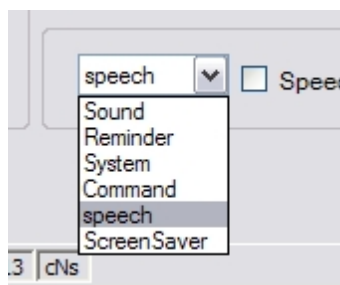 speech
Speec
Sound
Reminder
System
Command
speech
ScreenSaver
.3 cNs